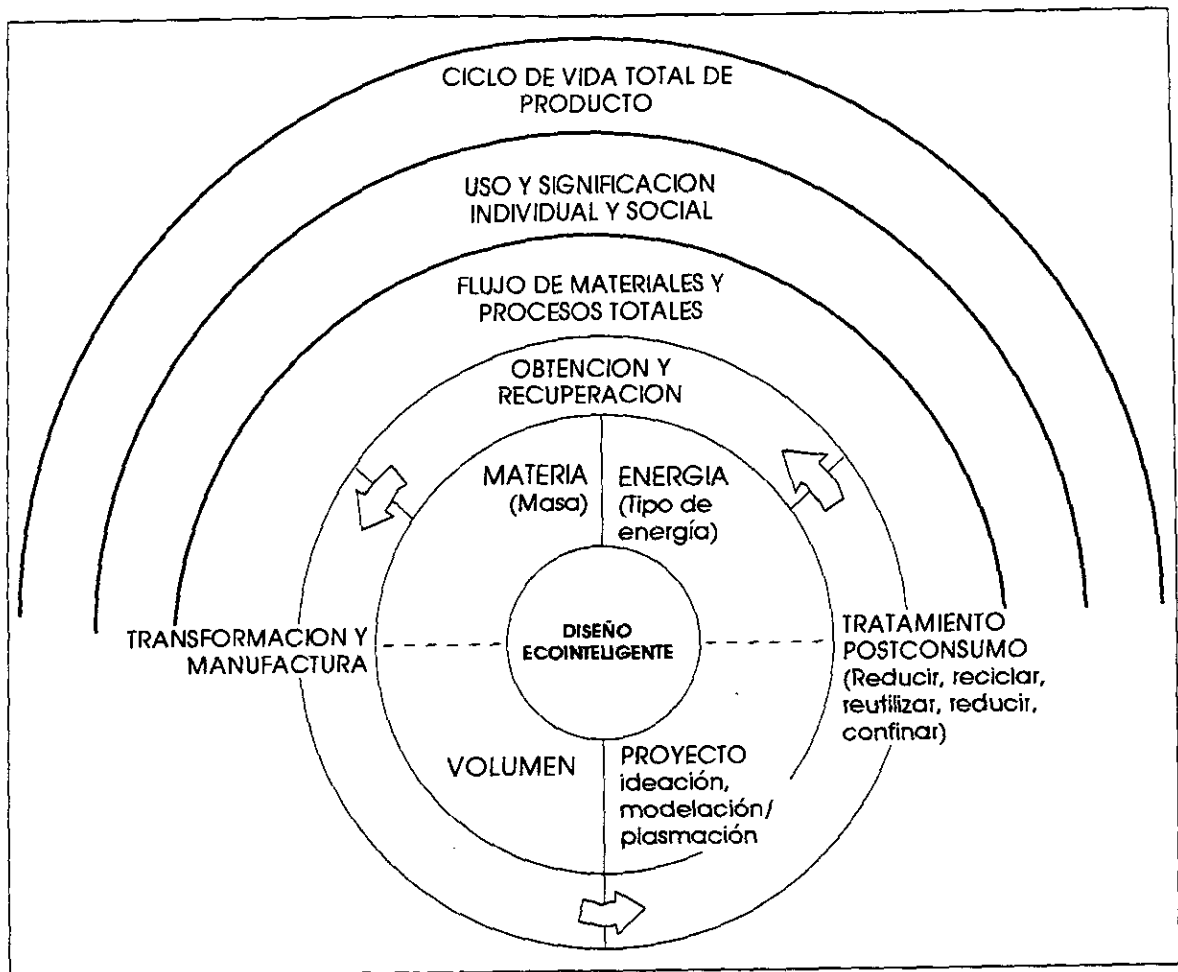 CICLO DE VIDA TOTAL DE
PRODUCTO
USO Y SIGNIFICACION
INDIVIDUAL Y SOCIAL
FLUJO DE MATERIALES Y
PROCESOS TOTALES
OBTENCION Y
RECUPERACION
MATERIA
(Masa)
ENERGIA
(Tipo de
energía)
TRANSFORMACION Y
MANUFACTURA
DISEÑO
ECOINTELIGENTE
TRATAMIENTO
POSTCONSUMO
(Reducir, reciclar,
reutilizar, reducir,
confinar)
VOLUMEN
PROYECTO
ideación,
modelación/
plasmación